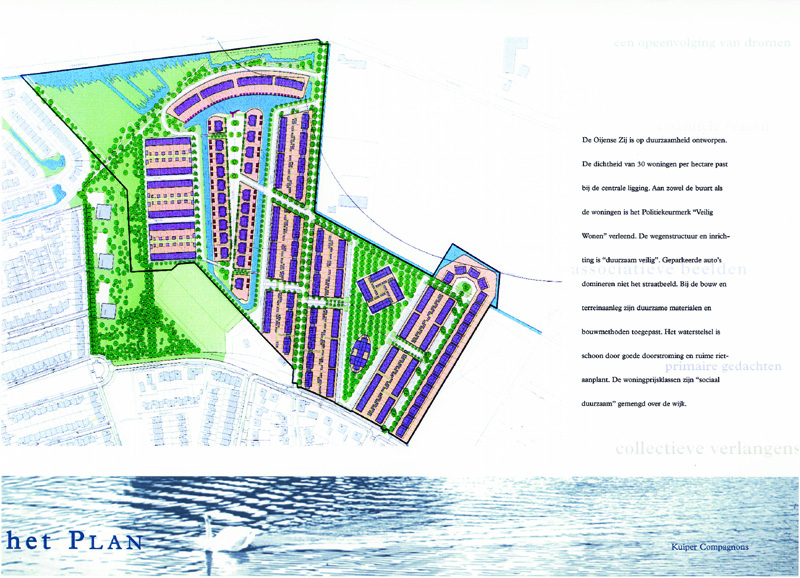 een opeenvolging van dromen
De Oijense Zij is op duurzaamheid ontworpen.
De dichtheid van 30 woningen per hectare past
bij de centrale ligging. Aan zowel de buurt als
de woningen is het Politiekeurmerk “Veilig
Wonen” verleend. De wegenstructuur en inrich-
ting is “duurzaam veilig”. Geparkeerde auto’s
associatieve beelden
domineren niet het straatbeeld. Bij de bouw en
terreinaanleg zijn duurzame materialen en
bouwmethoden toegepast. Het waterstelsel is
schoon door goede doorstroming en ruime riet-
primaire gedachten
aanplant. De woningprijsklassen zijn “sociaal
duurzaam” gemengd over de wijk.
collectieve verlangens
het PLAN
Kuiper Compagnons